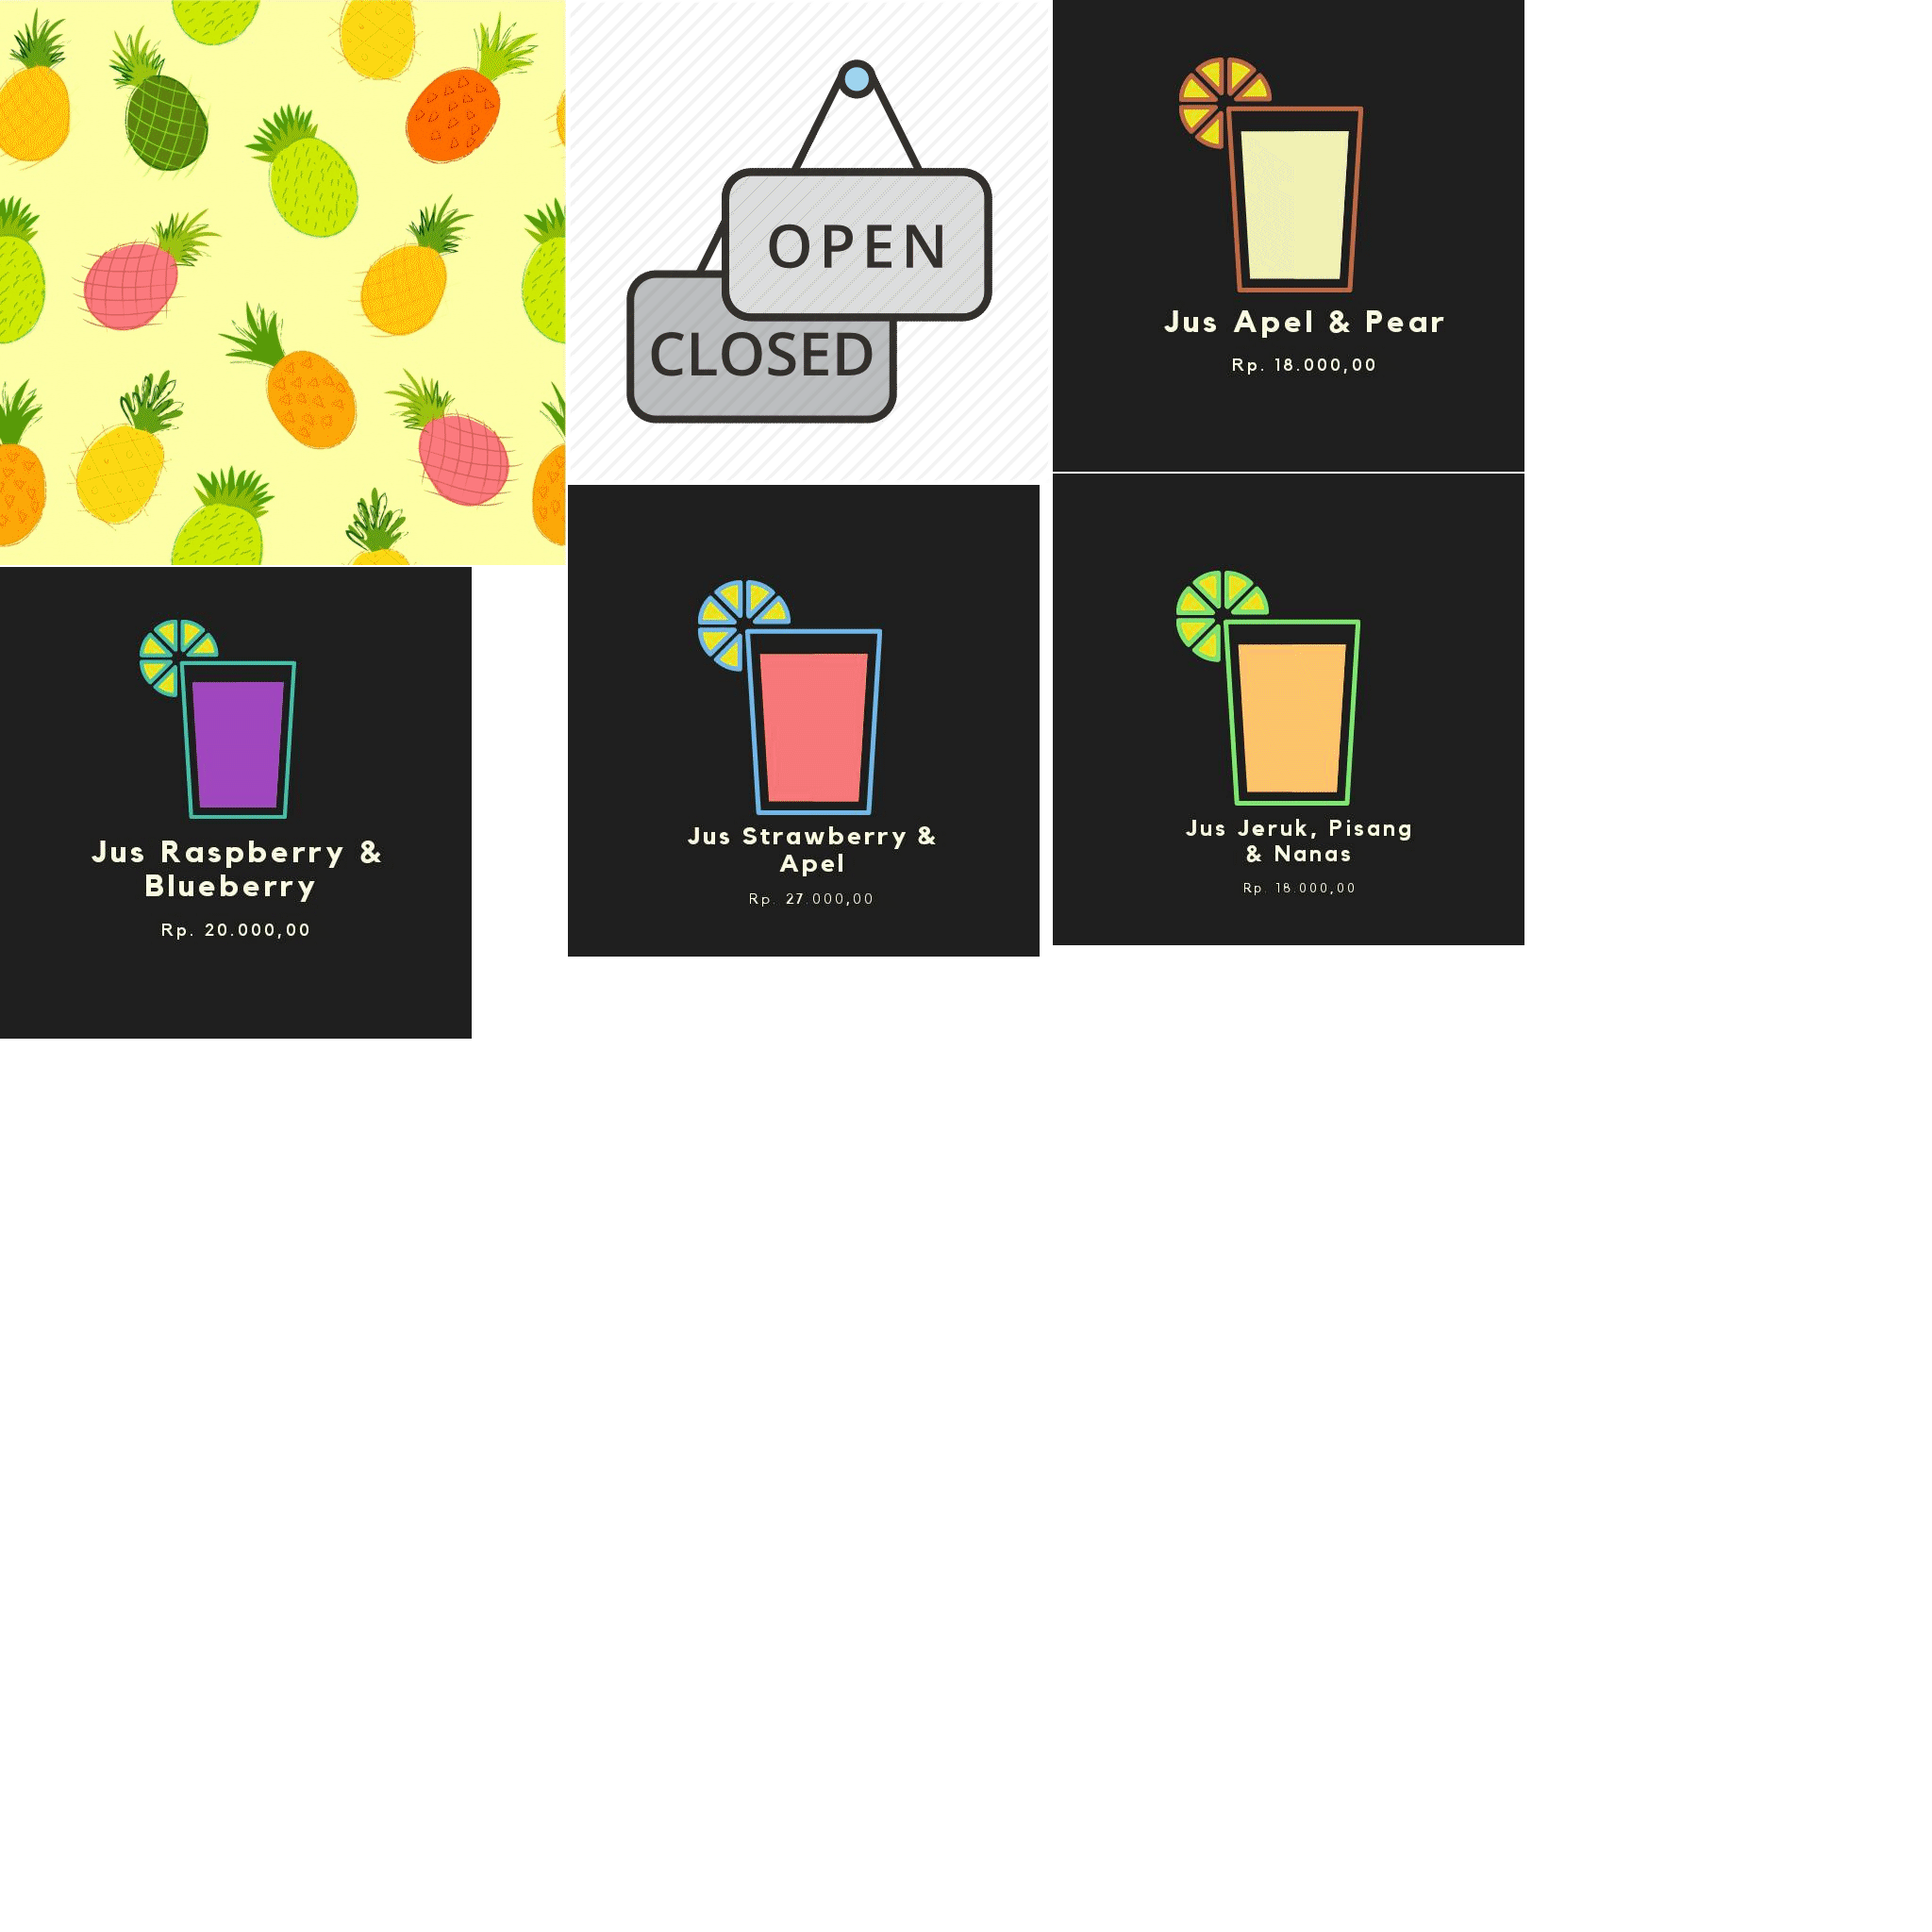 OPEN
CLOSED
Jus Apel & Pear
Rp. 18.000,00
Jus Raspberry &
Blueberry
Rp. 20.000,00
Jus Strawberry &
Apel
Rp. 27.000,00
Jus Jeruk, Pisang
& Nanas
Rp. 18.000,00